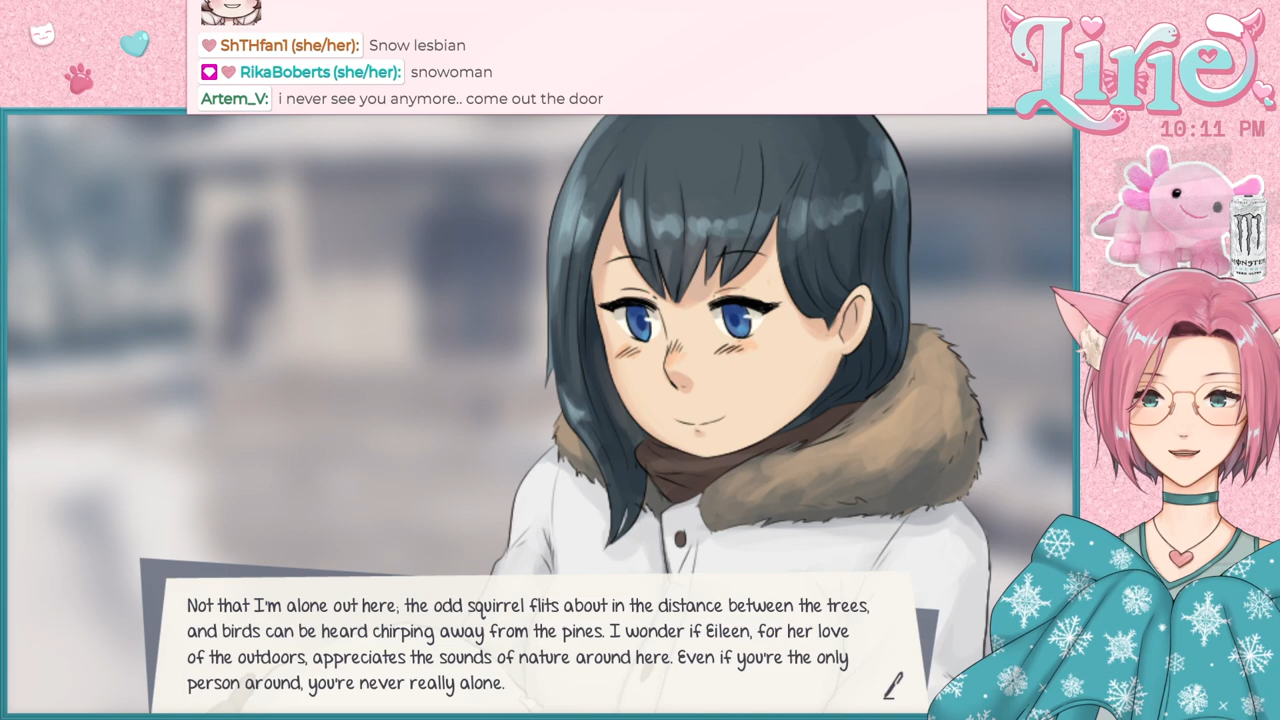 ShTHfan1 (she/her): Snow lesbian
RikaBoberts (she/her): snowoman
Artem_V: i never see you anymore.. come out the door
Lirie
10:11 PM
MONSTER
Not that I'm alone out here; the odd squirrel flits about in the distance between the trees,
and birds can be heard chirping away from the pines. I wonder if Eileen, for her love
of the outdoors, appreciates the sounds of nature around here. Even if you're the only
person around, you're never really alone.